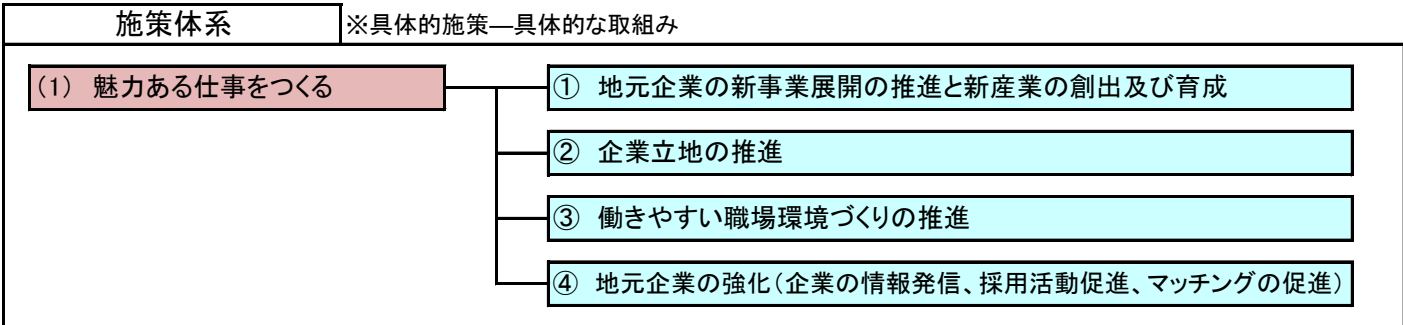 施策体系
※具体的施策―具体的な取組み
(1) 魅力ある仕事をつくる
① 地元企業の新事業展開の推進と新産業の創出及び育成
② 企業立地の推進
③ 働きやすい職場環境づくりの推進
④ 地元企業の強化(企業の情報発信、採用活動促進、マッチングの促進)